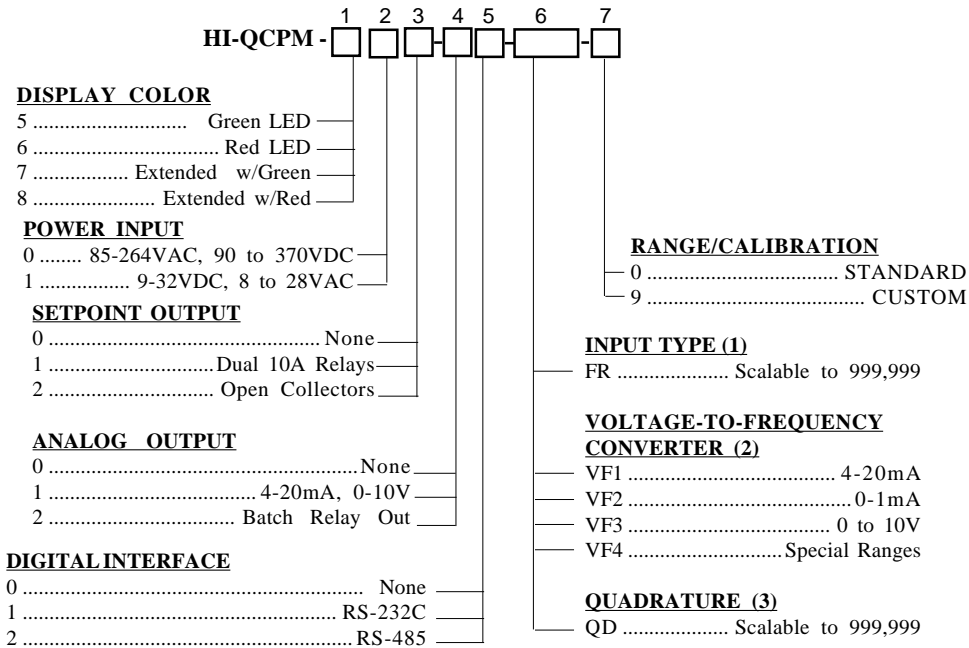 1 2 3 4 5 6 7
HI-QCPM - - - -
DISPLAY COLOR
5 ............................. Green LED
6 ................................... Red LED
7 .................. Extended w/Green
8 ....................... Extended w/Red
POWER INPUT
0 ........ 85-264VAC, 90 to 370VDC
1 ................. 9-32VDC, 8 to 28VAC
SETPOINT OUTPUT
0 ................................................... None
1 ...............................Dual 10A Relays
2 ............................... Open Collectors
ANALOG OUTPUT
0 ..........................................................None
1 ....................................... 4-20mA, 0-10V
2 ................................... Batch Relay Out
DIGITAL INTERFACE
0 ................................................................ None
1 ........................................................... RS-232C
2 ..............................................................RS-485
RANGE/CALIBRATION
0 .................................... STANDARD
9 ......................................... CUSTOM
INPUT TYPE (1)
FR ..................... Scalable to 999,999
VOLTAGE-TO-FREQUENCY
CONVERTER (2)
VF1 ....................................... 4-20mA
VF2 ..........................................0-1mA
VF3 ...................................... 0 to 10V
VF4 .............................Special Ranges
QUADRATURE (3)
QD .................... Scalable to 999,999